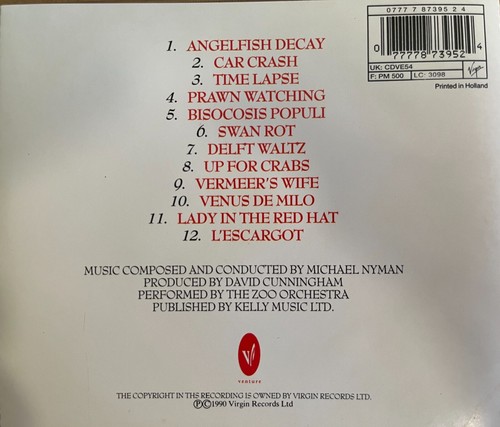 0777 7 87395 2 4
0 77778 73952 4
UK: CDVE54
F: PM 500
LC: 3098
Virgin
Printed in Holland
1. ANGELFISH DECAY
2. CAR CRASH
3. TIME LAPSE
4. PRAWN WATCHING
5. BISOCOSIS POPULI
6. SWAN ROT
7. DELFT WALTZ
8. UP FOR CRABS
9. VERMEER'S WIFE
10. VENUS DE MILO
11. LADY IN THE RED HAT
12. L'ESCARGOT
MUSIC COMPOSED AND CONDUCTED BY MICHAEL NYMAN
PRODUCED BY DAVID CUNNINGHAM
PERFORMED BY THE ZOO ORCHESTRA
PUBLISHED BY KELLY MUSIC LTD.
venture
THE COPYRIGHT IN THS RECORDING IS OWNED BY VIRGIN RECORDS LTD.
℗©1990 Virgin Records Ltd